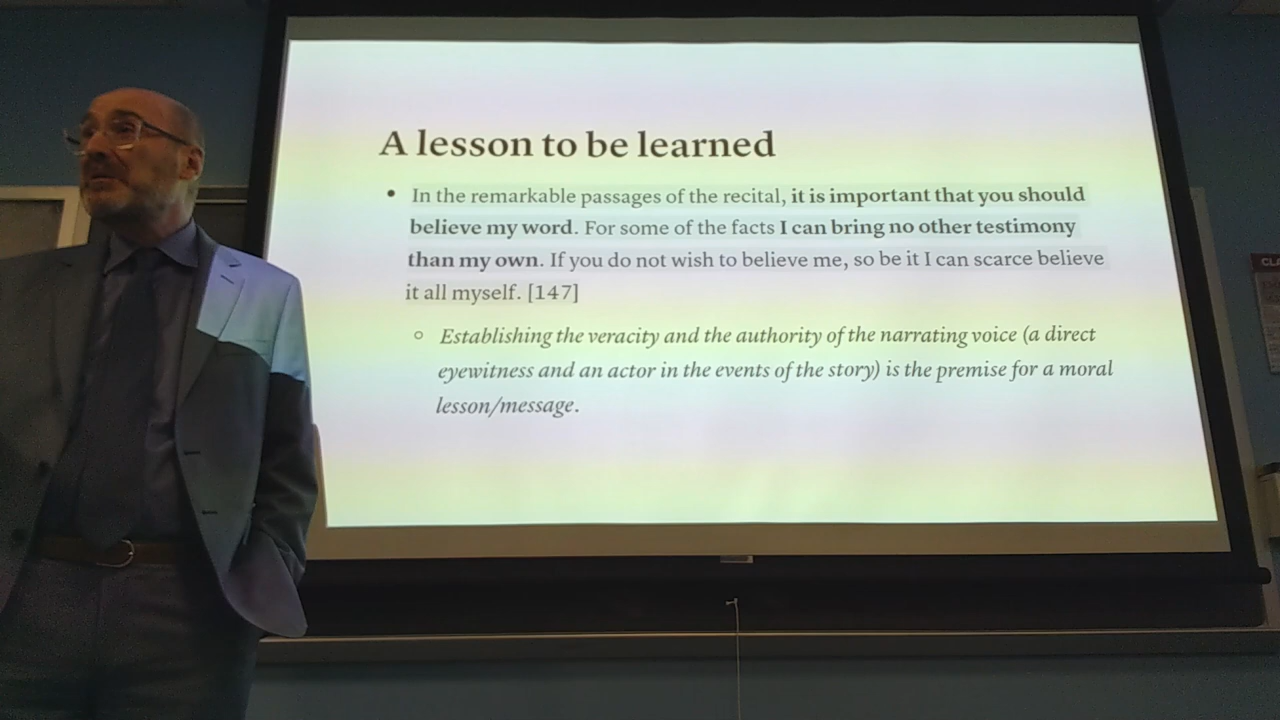 A lesson to be learned
• In the remarkable passages of the recital, it is important that you should
believe my word. For some of the facts I can bring no other testimony
than my own. If you do not wish to believe me, so be it I can scarce believe
it all myself. [147]
○ Establishing the veracity and the authority of the narrating voice (a direct
eyewitness and an actor in the events of the story) is the premise for a moral
lesson/message.